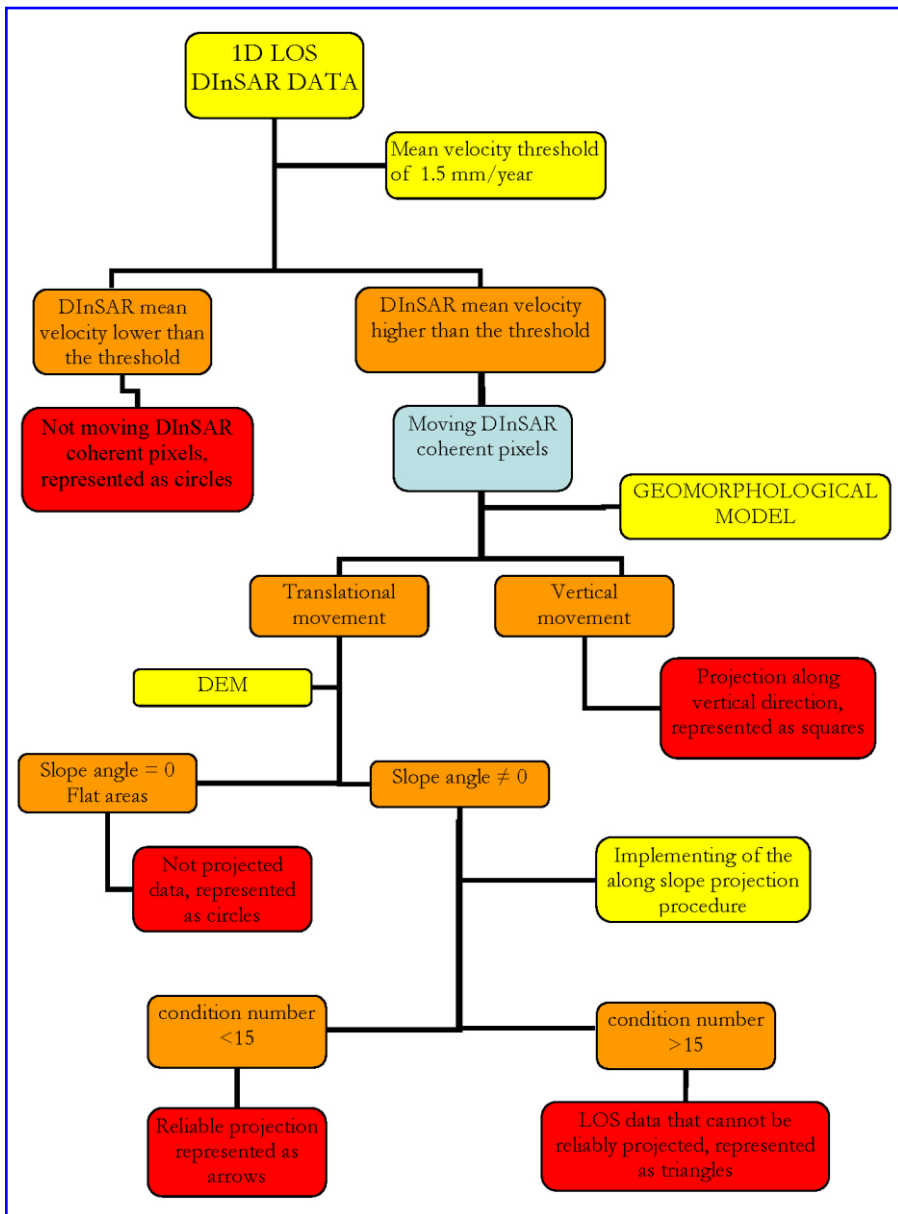 1D LOS
DInSAR DATA
Mean velocity threshold
of 1.5 mm/year
DInSAR mean
velocity lower than
the threshold
DInSAR mean velocity
higher than the threshold
Not moving DInSAR
coherent pixels,
represented as circles
Moving DInSAR
coherent pixels
GEOMORPHOLOGICAL
MODEL
Translational
movement
Vertical
movement
DEM
Projection along
vertical direction,
represented as squares
Slope angle = 0
Flat areas
Slope angle ≠ 0
Not projected
data, represented
as circles
Implementing of the
along slope projection
procedure
condition number
<15
condition number
>15
Reliable projection
represented as
arrows
LOS data that cannot be
reliably projected, represented
as triangles